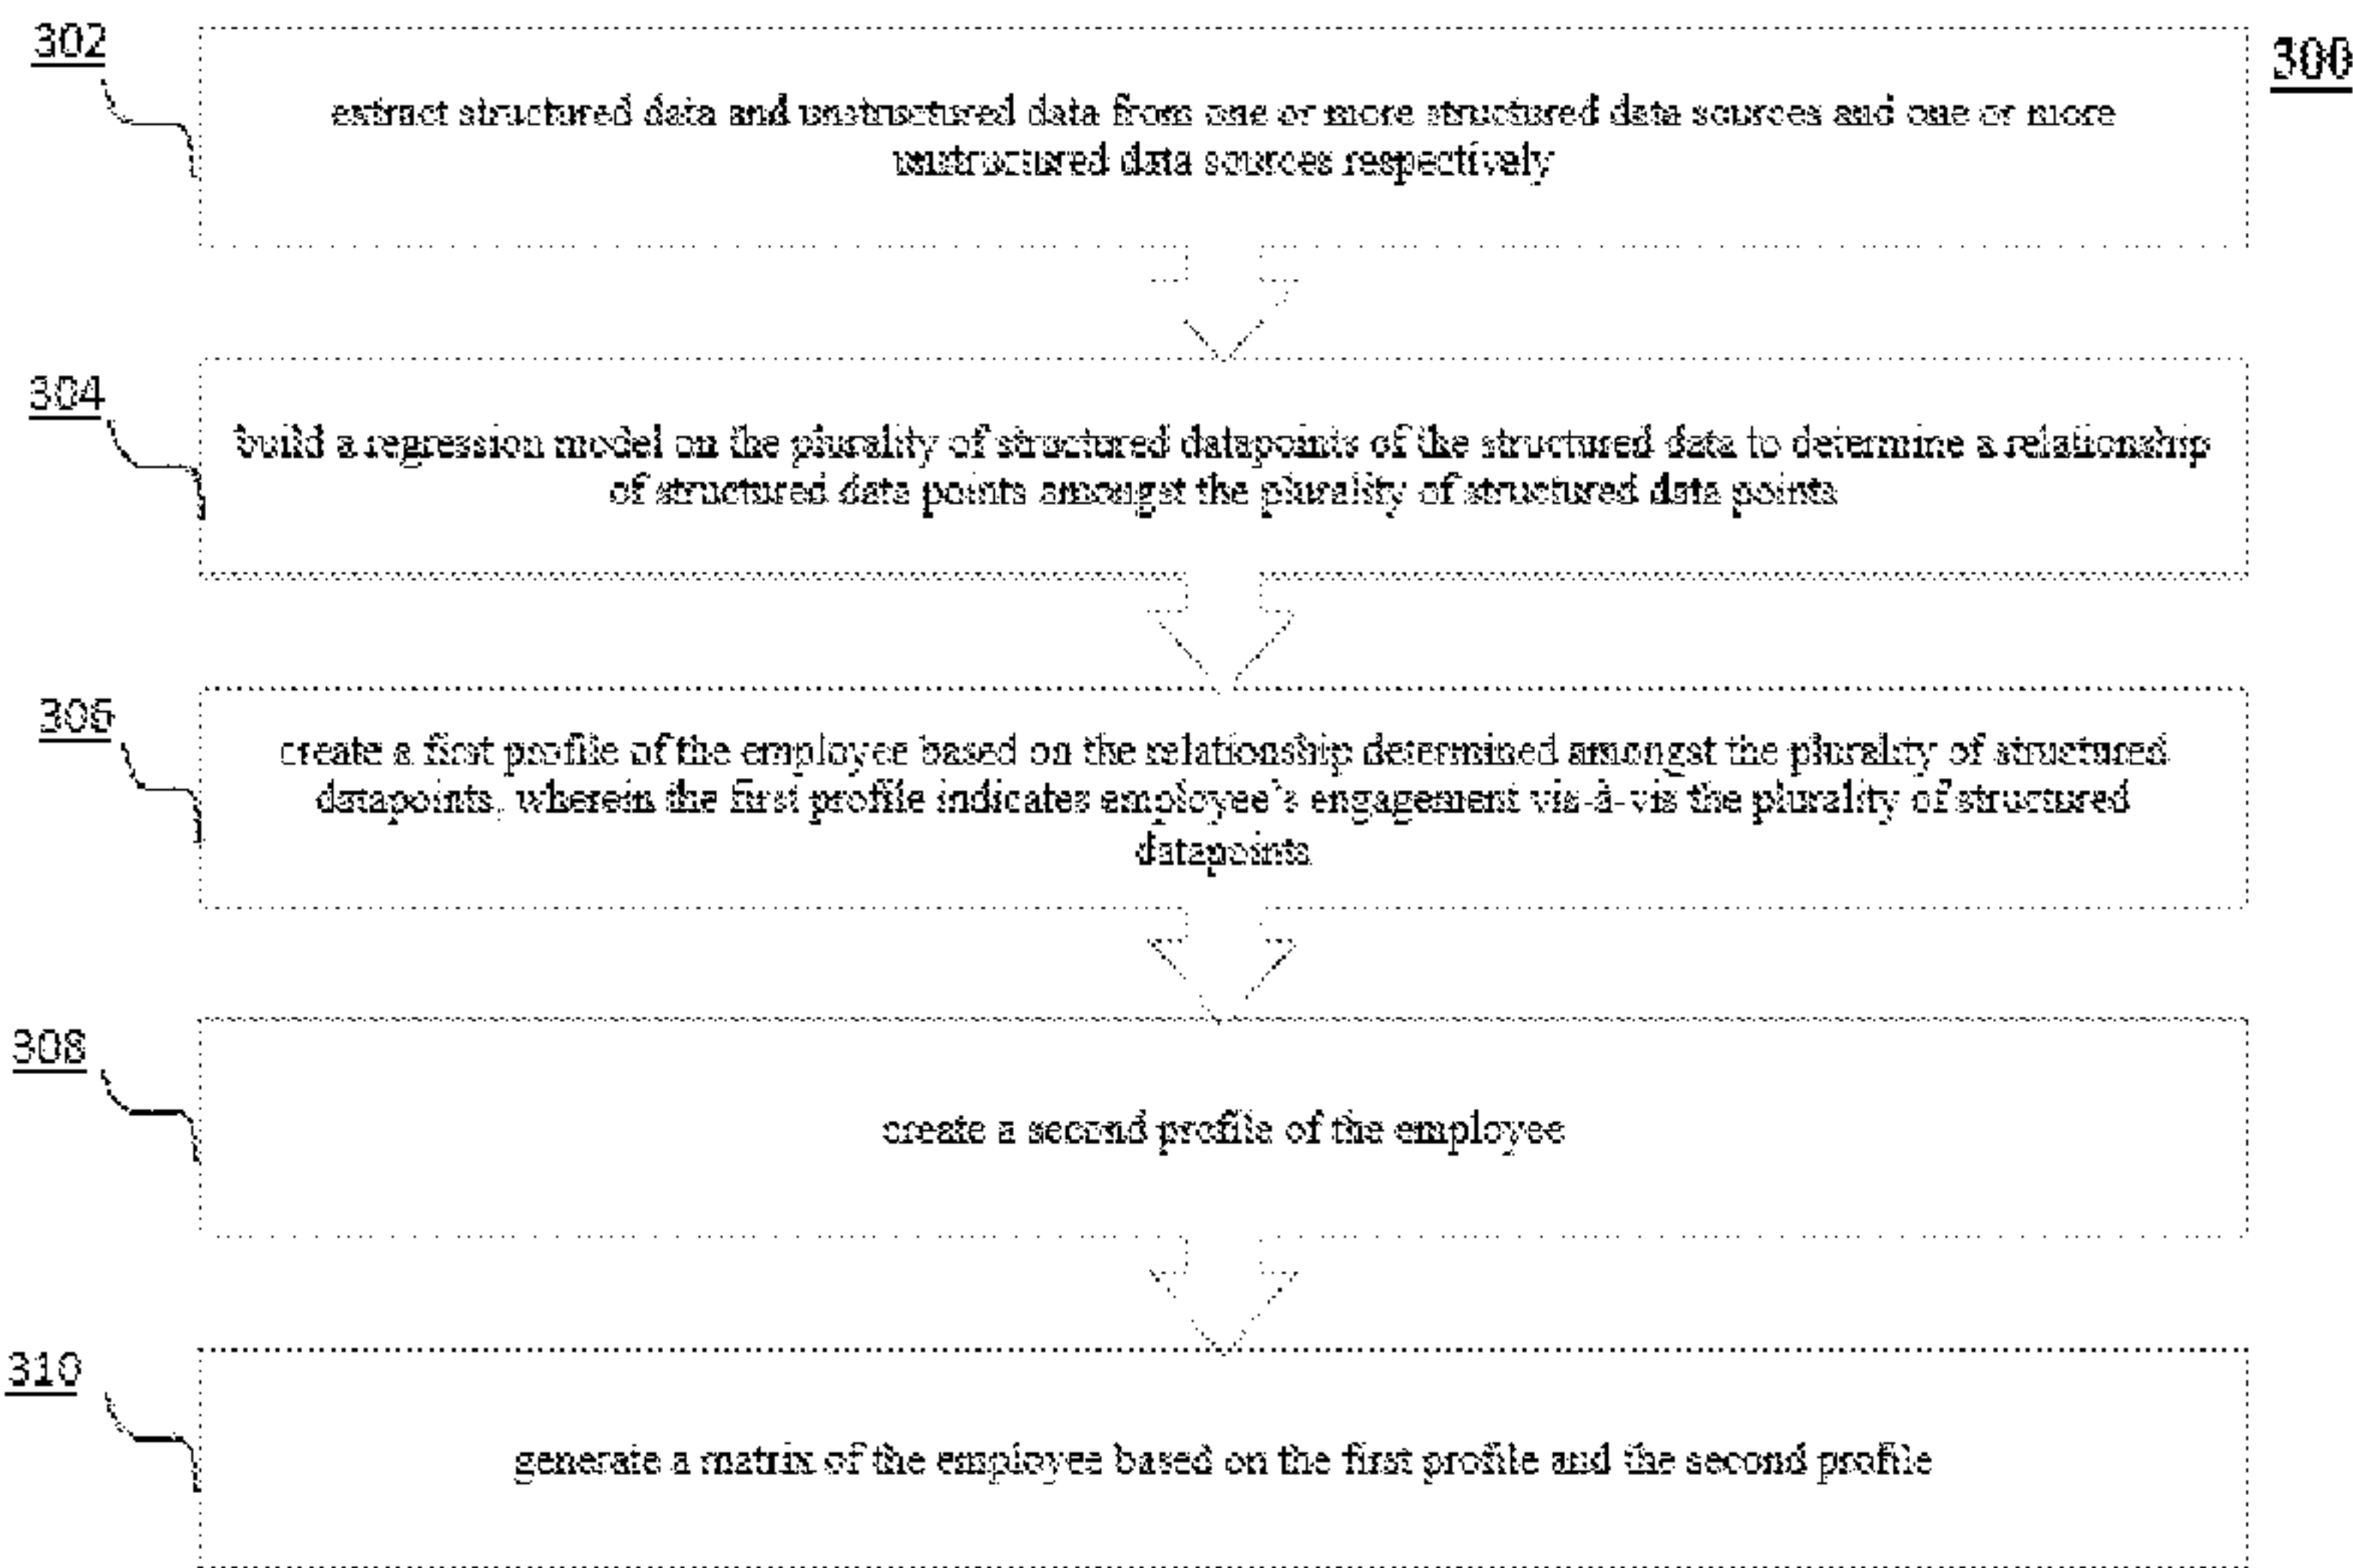 302
300
extract structured data and unstructured data from one or more structured data sources and one or more
unstructured data sources respectively
304
build a regression model on the plurality of structured datapoints of the structured data to determine a relationship
of structured data points amongst the plurality of structured data points
306
create a first profile of the employee based on the relationship determined amongst the plurality of structured
datapoints, wherein the first profile indicates employee's engagement vis-à-vis the plurality of structured
datapoints
308
create a second profile of the employee
310
generate a matrix of the employee based on the first profile and the second profile